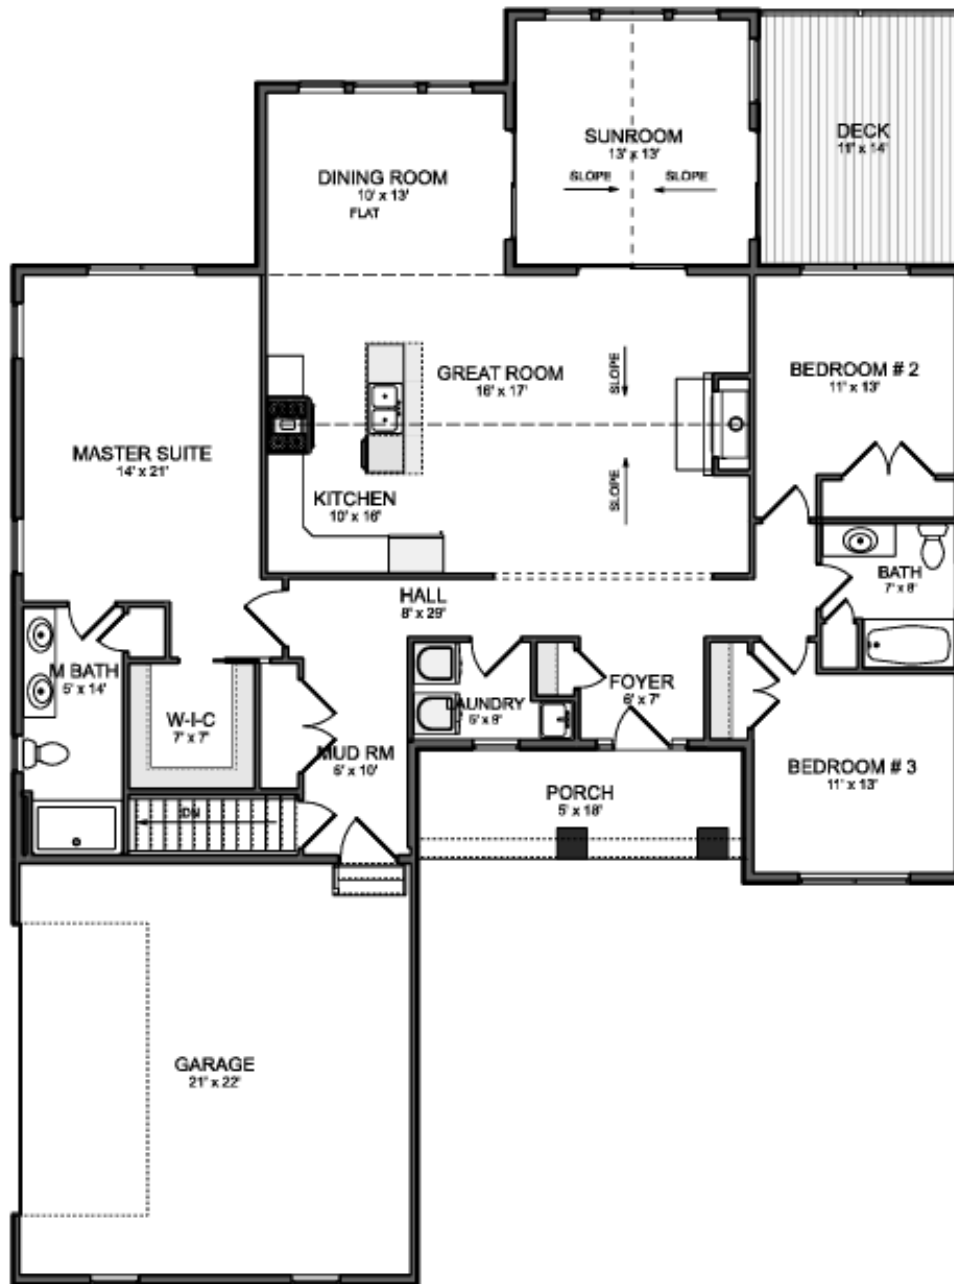 SUNROOM
13' x 13'
SLOPE
SLOPE
DECK
11' x 14'
DINING ROOM
10' x 13'
FLAT
GREAT ROOM
16' x 17'
SLOPE
SLOPE
BEDROOM # 2
11' x 13'
MASTER SUITE
14' x 21'
KITCHEN
10' x 16'
HALL
8' x 29'
BATH
7' x 8'
M BATH
5' x 14'
W-I-C
7' x 7'
MUD RM
6' x 10'
LAUNDRY
5' x 9'
FOYER
6' x 7'
BEDROOM # 3
11' x 13'
PORCH
5' x 18'
DN
GARAGE
21' x 22'